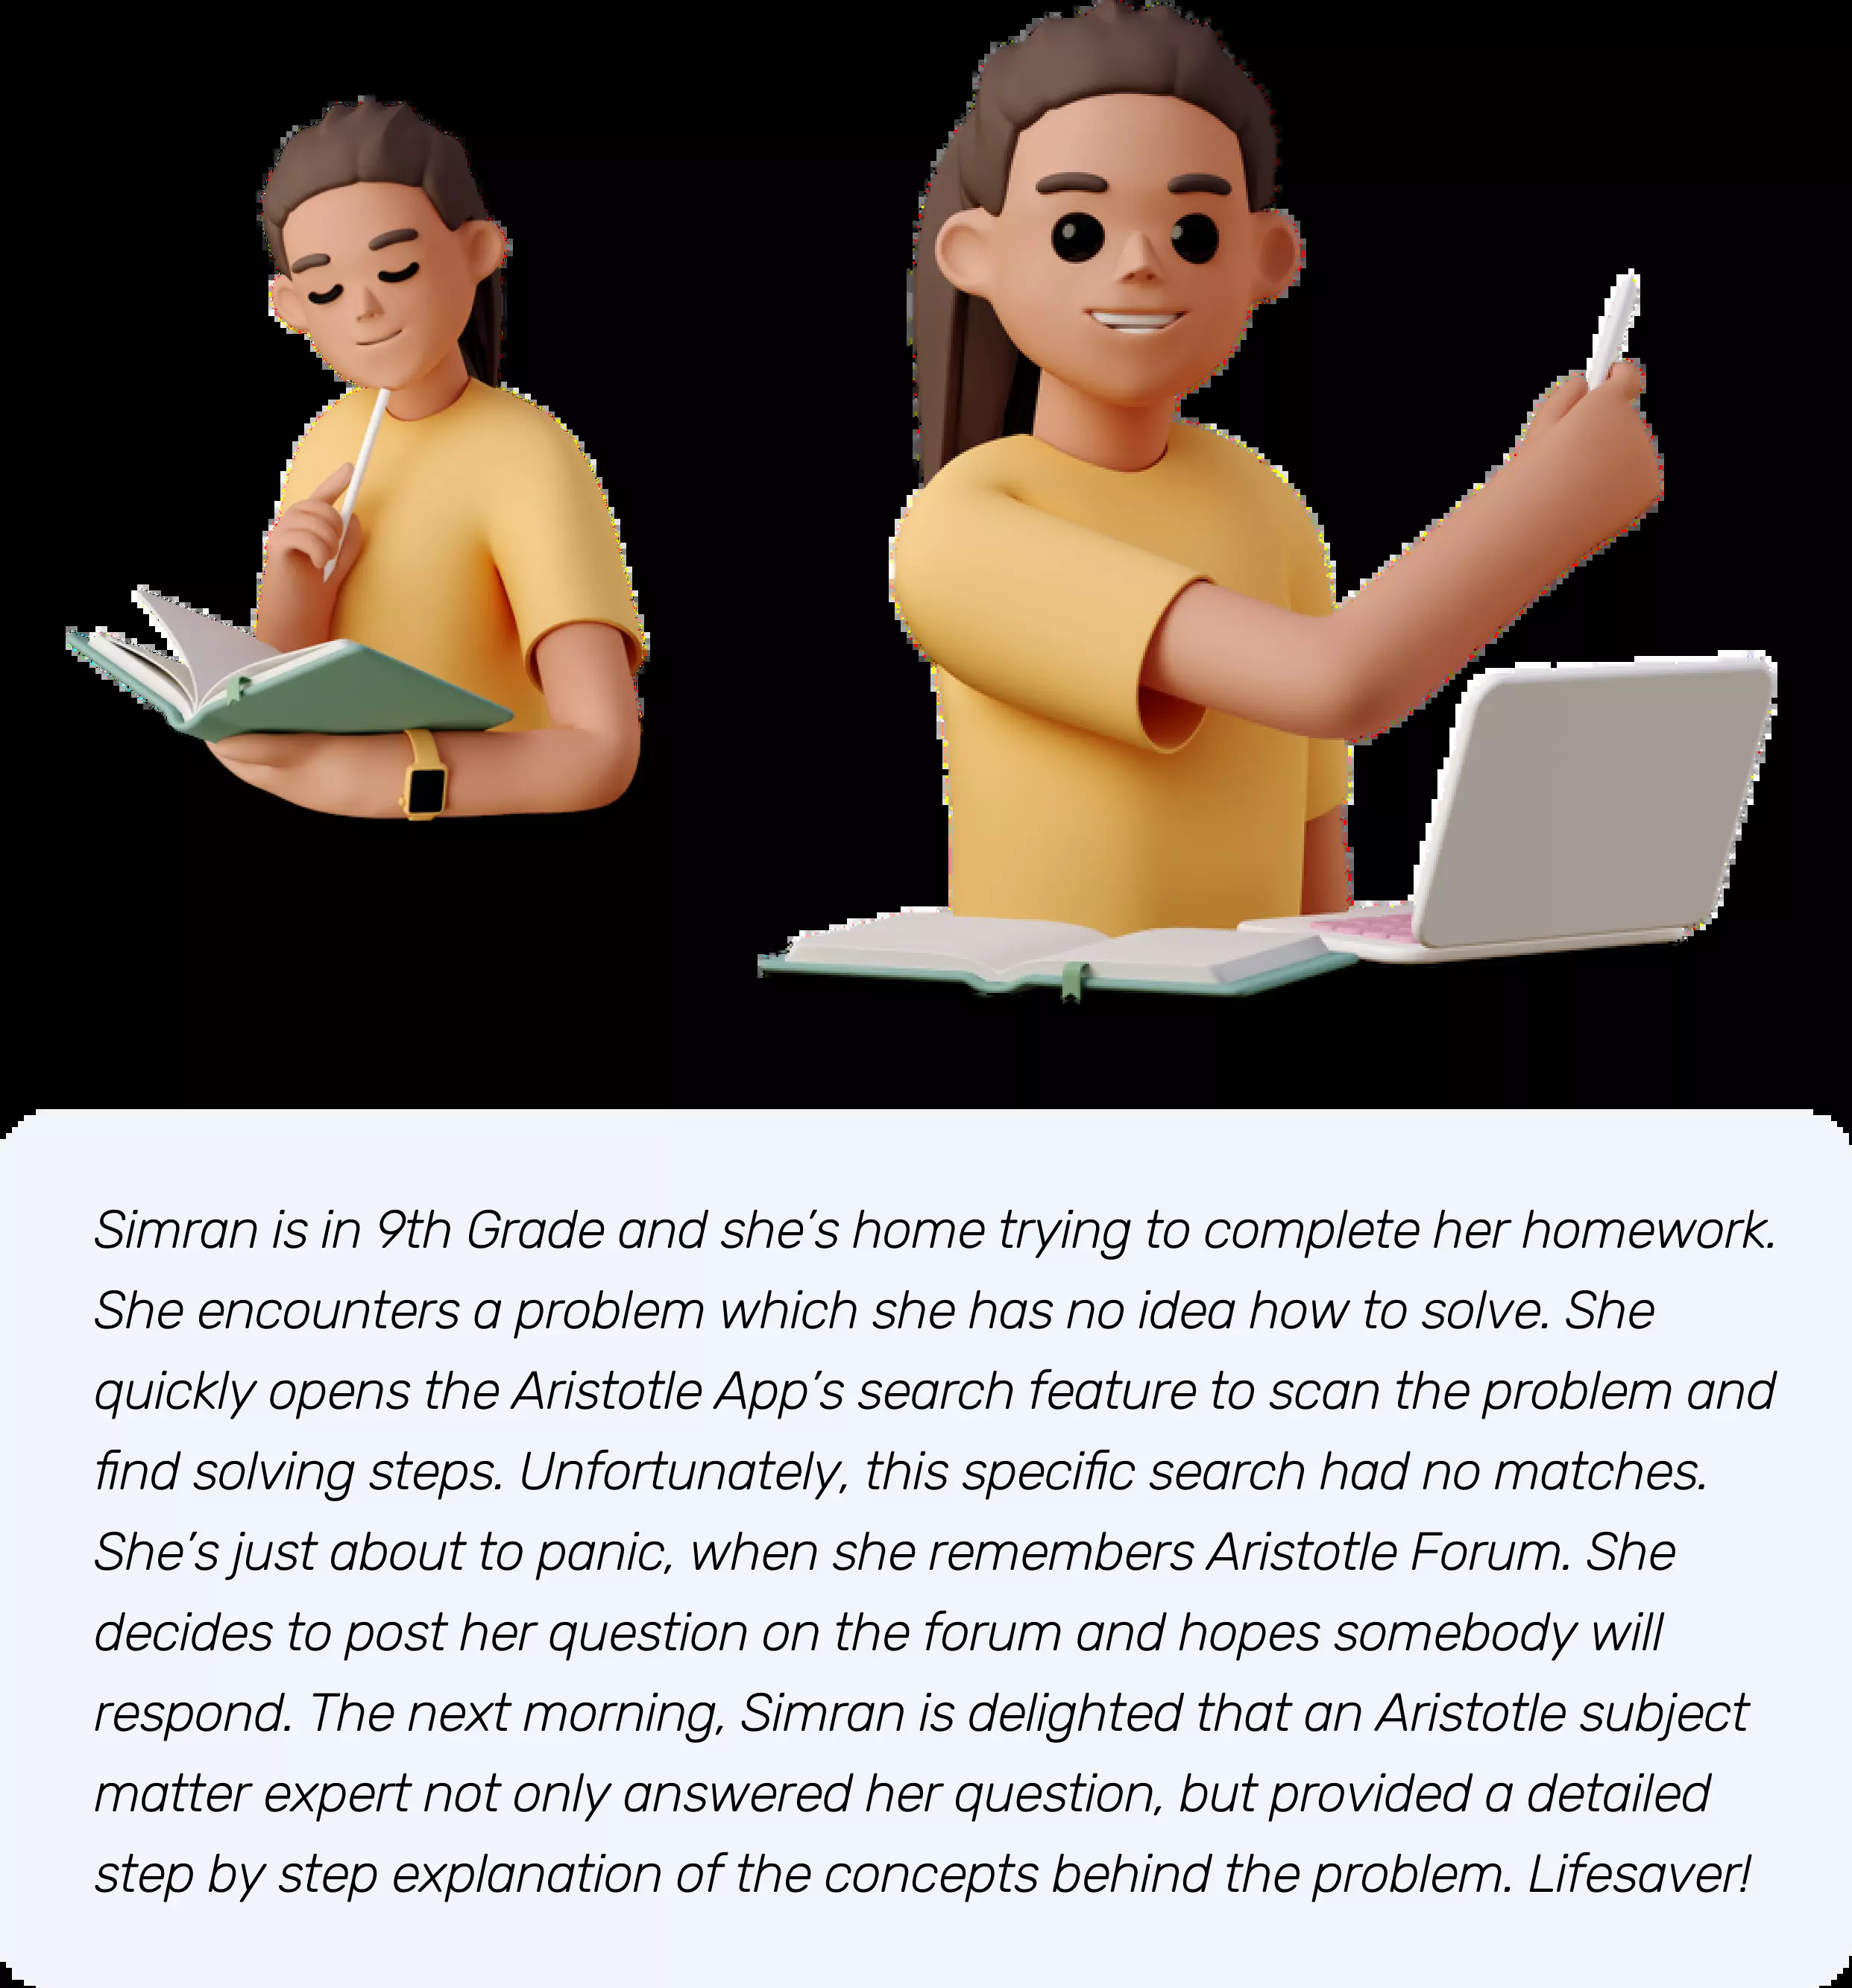 Simran is in 9th Grade and she’s home trying to complete her homework.
She encounters a problem which she has no idea how to solve. She
quickly opens the Aristotle App’s search feature to scan the problem and
find solving steps. Unfortunately, this specific search had no matches.
She’s just about to panic, when she remembers Aristotle Forum. She
decides to post her question on the forum and hopes somebody will
respond. The next morning, Simran is delighted that an Aristotle subject
matter expert not only answered her question, but provided a detailed
step by step explanation of the concepts behind the problem. Lifesaver!